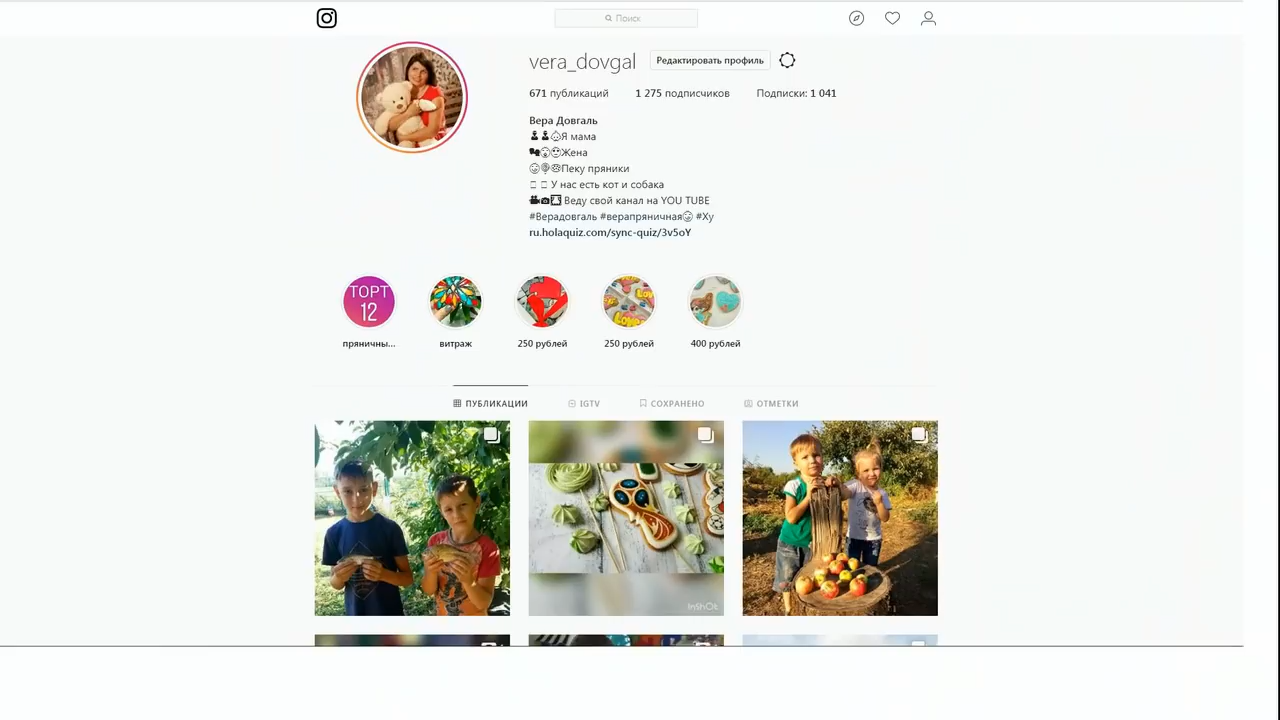 Поиск
vera_dovgal Редактировать профиль
671 публикаций 1 275 подписчиков Подписки: 1 041
Вера Довгаль
Я мама
Жена
Пеку пряники
У нас есть кот и собака
Веду свой канал на YOU TUBE
#Верадовгаль #верапряничная #Ху
ru.holaquiz.com/sync-quiz/3v5oY
ТОРТ
12
пряничны... витраж 250 рублей 250 рублей 400 рублей
ПУБЛИКАЦИИ IGTV СОХРАНЕНО ОТМЕТКИ
InShOt